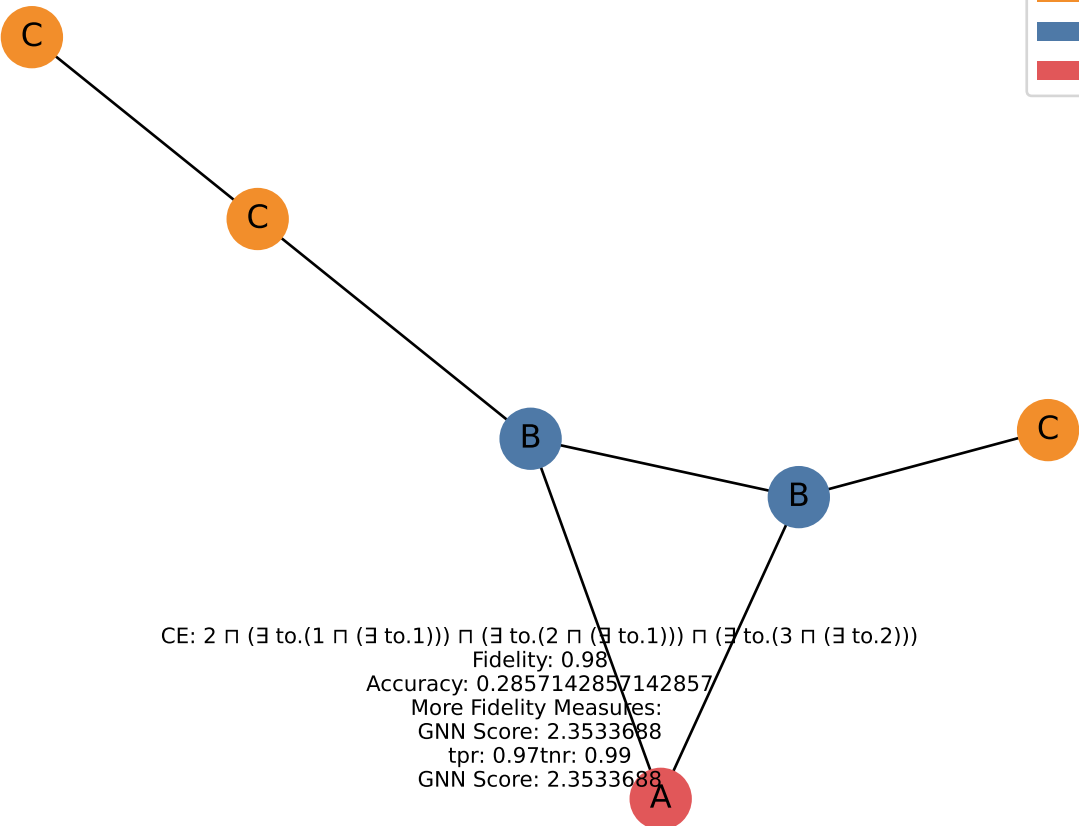 C
C
B
C
B
CE: 2 ⊓ (∃ to.(1 ⊓ (∃ to.1))) ⊓ (∃ to.(2 ⊓ (∃ to.1))) ⊓ (∃ to.(3 ⊓ (∃ to.2)))
Fidelity: 0.98
Accuracy: 0.2857142857142857
More Fidelity Measures:
GNN Score: 2.3533688
tpr: 0.97tnr: 0.99
GNN Score: 2.3533688
A